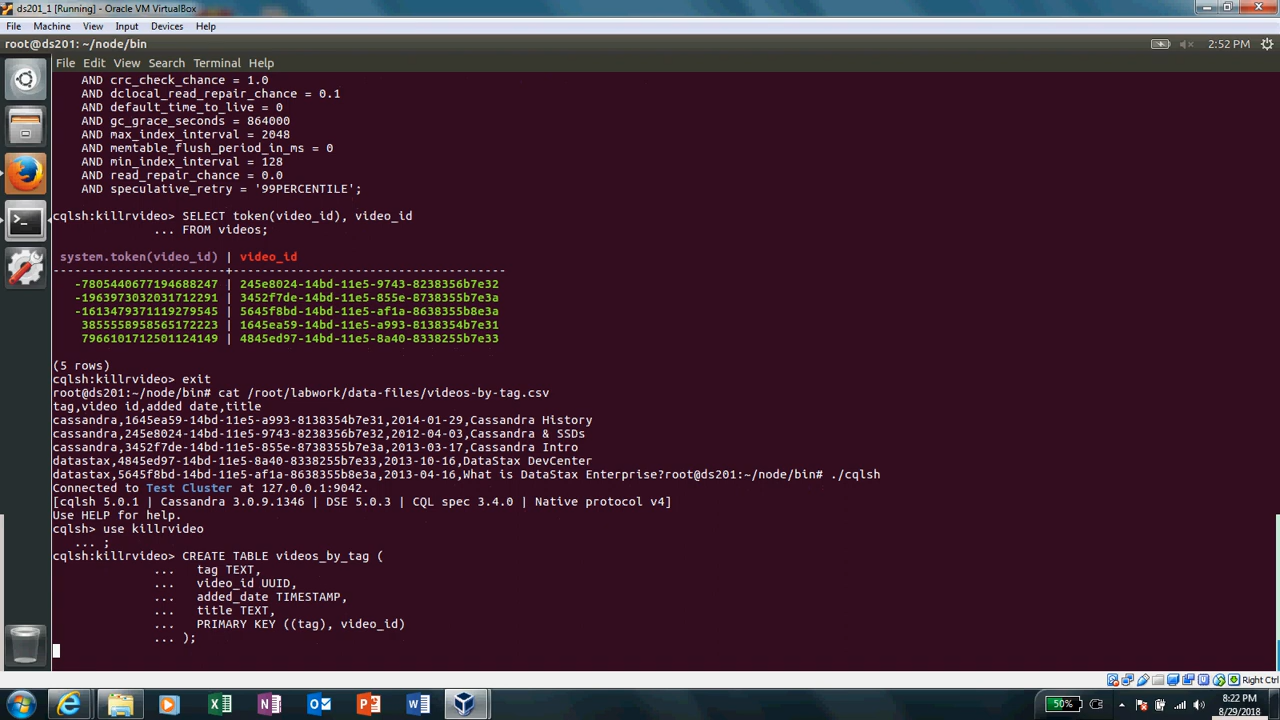 ds201_1 [Running] - Oracle VM VirtualBox
File Machine View Input Devices Help
root@ds201: ~/node/bin
2:52 PM
File Edit View Search Terminal Help
AND crc_check_chance = 1.0
AND dclocal_read_repair_chance = 0.1
AND default_time_to_live = 0
AND gc_grace_seconds = 864000
AND max_index_interval = 2048
AND memtable_flush_period_in_ms = 0
AND min_index_interval = 128
AND read_repair_chance = 0.0
AND speculative_retry = '99PERCENTILE';
cqlsh:killrvideo> SELECT token(video_id), video_id
... FROM videos;
system.token(video_id) | video_id
------------------------+--------------------------------------
-7805440677194688247 | 245e8024-14bd-11e5-9743-8238356b7e32
-1963973032031712291 | 3452f7de-14bd-11e5-855e-8738355b7e3a
-1613479371119279545 | 5645f8bd-14bd-11e5-af1a-8638355b8e3a
3855558958565172223 | 1645ea59-14bd-11e5-a993-8138354b7e31
7966101712501124149 | 4845ed97-14bd-11e5-8a40-8338255b7e33
(5 rows)
cqlsh:killrvideo> exit
root@ds201:~/node/bin# cat /root/labwork/data-files/videos-by-tag.csv
tag,video id,added date,title
cassandra,1645ea59-14bd-11e5-a993-8138354b7e31,2014-01-29,Cassandra History
cassandra,245e8024-14bd-11e5-9743-8238356b7e32,2012-04-03,Cassandra & SSDs
cassandra,3452f7de-14bd-11e5-855e-8738355b7e3a,2013-03-17,Cassandra Intro
datastax,4845ed97-14bd-11e5-8a40-8338255b7e33,2013-10-16,DataStax DevCenter
datastax,5645f8bd-14bd-11e5-af1a-8638355b8e3a,2013-04-16,What is DataStax Enterprise?root@ds201:~/node/bin# ./cqlsh
Connected to Test Cluster at 127.0.0.1:9042.
[cqlsh 5.0.1 | Cassandra 3.0.9.1346 | DSE 5.0.3 | CQL spec 3.4.0 | Native protocol v4]
Use HELP for help.
cqlsh> use killrvideo
... ;
cqlsh:killrvideo> CREATE TABLE videos_by_tag (
... tag TEXT,
... video_id UUID,
... added_date TIMESTAMP,
... title TEXT,
... PRIMARY KEY ((tag), video_id)
... );
Right Ctrl
50%
8:22 PM
8/29/2018